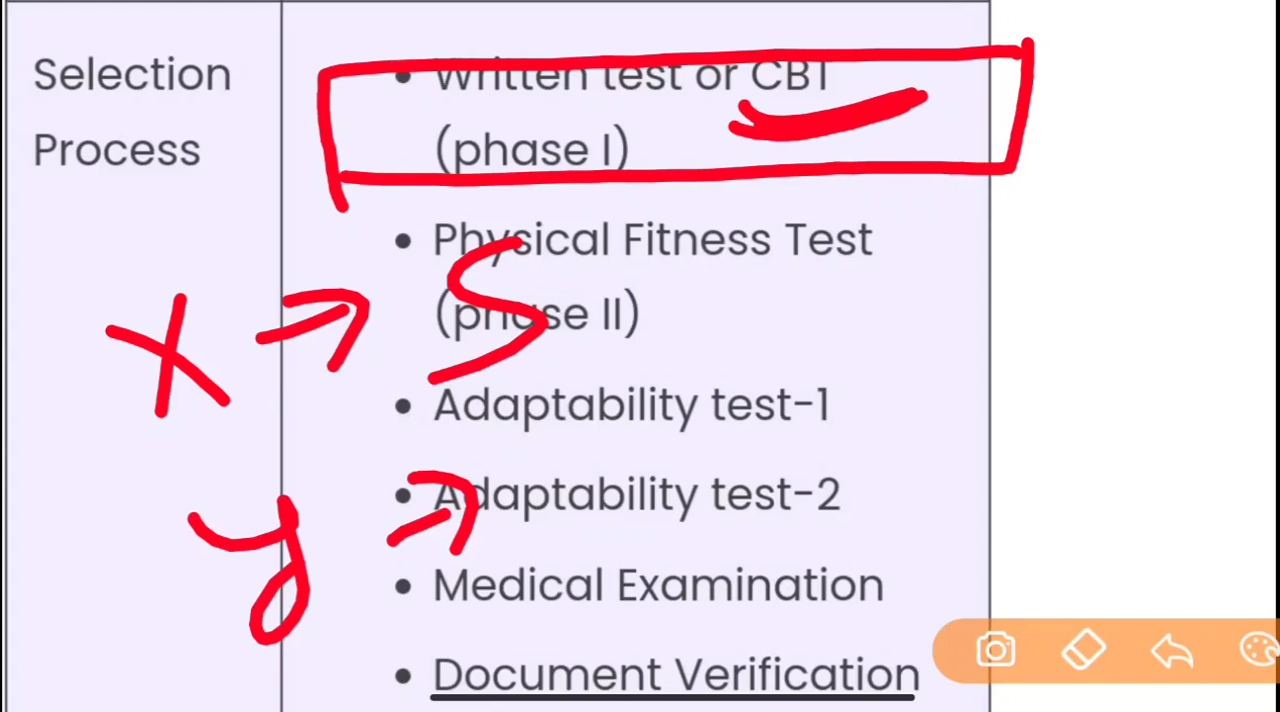 Selection
Process
• Written test or CBT
(phase I)
• Physical Fitness Test
(phase II)
x → S
• Adaptability test-1
• Adaptability test-2
y →
• Medical Examination
• Document Verification